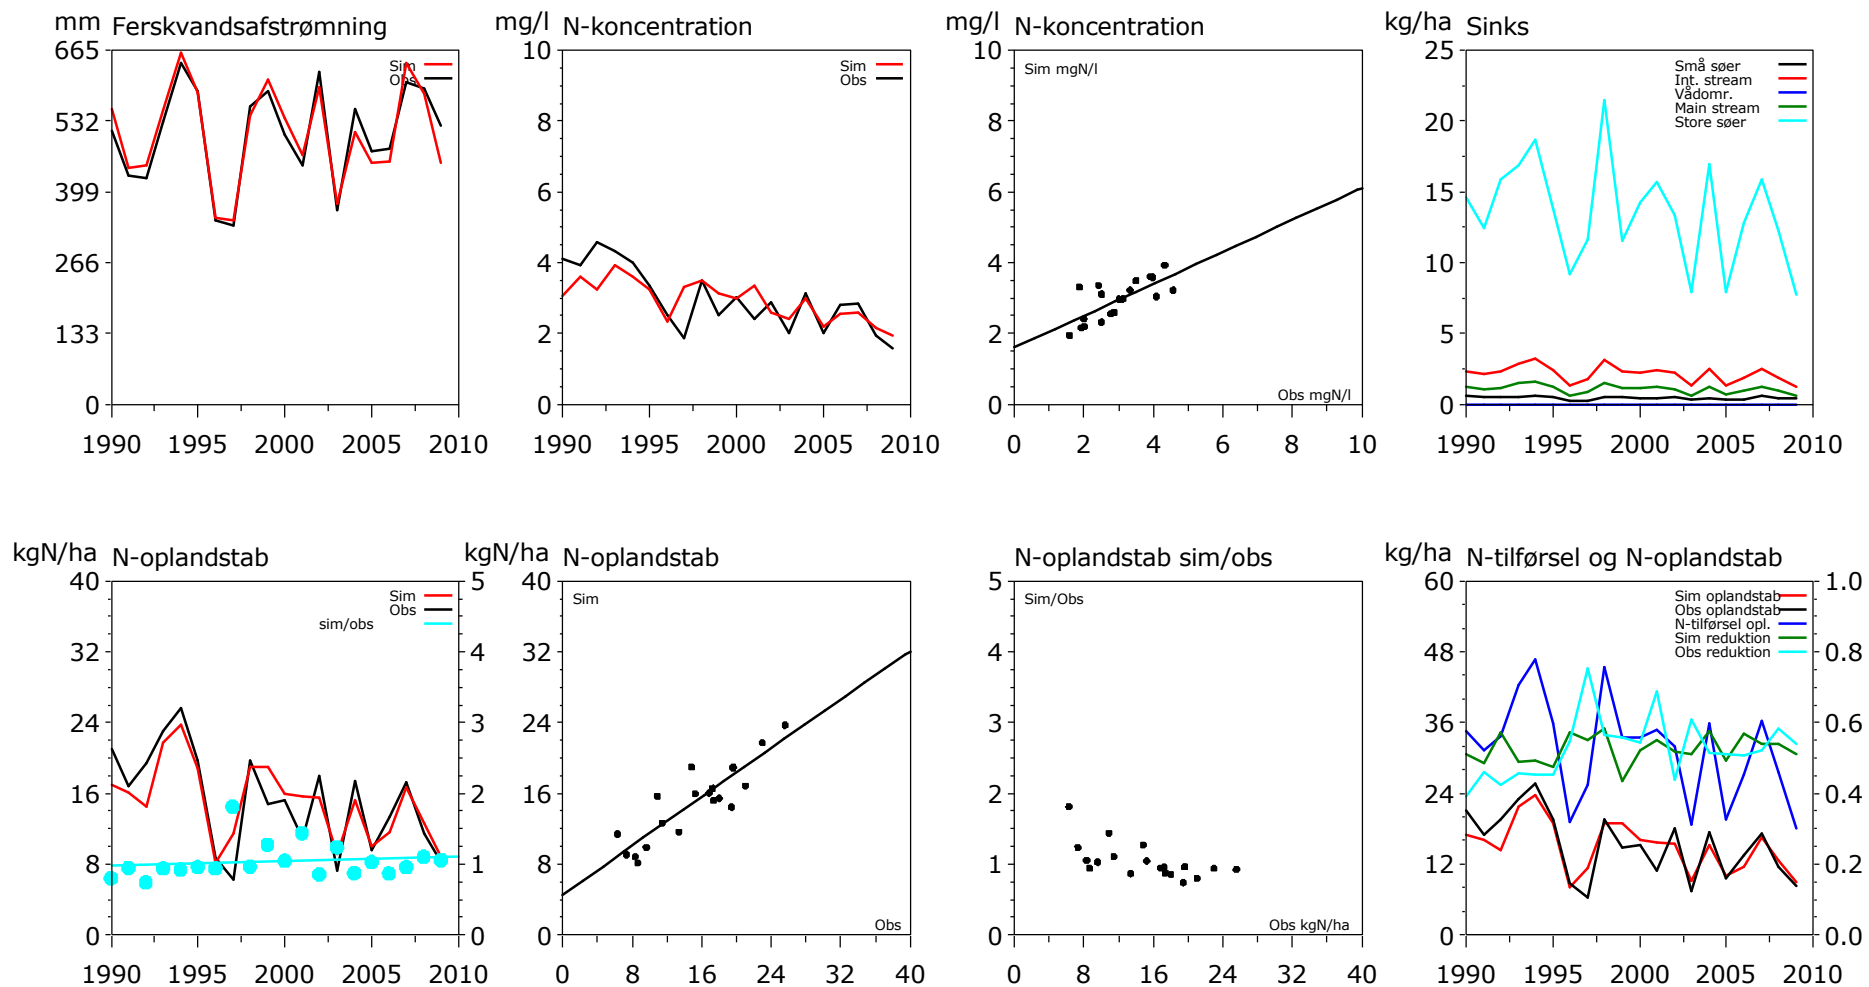 mm Ferskvandsafstrømning
665
532
399
266
133
0
1990 1995 2000 2005 2010
Sim
Obs
mg/l N-koncentration
10
8
6
4
2
0
1990 1995 2000 2005 2010
Sim
Obs
mg/l N-koncentration
10
8
6
4
2
0
0 2 4 6 8 10
Sim mgN/l
Obs mgN/l
kg/ha Sinks
25
20
15
10
5
0
1990 1995 2000 2005 2010
Små søer
Int. stream
Vådomr.
Main stream
Store søer
kgN/ha N-oplandstab
40
32
24
16
8
0
5
4
3
2
1
0
1990 1995 2000 2005 2010
Sim
Obs
sim/obs
kgN/ha N-oplandstab
40
32
24
16
8
0
0 8 16 24 32 40
Sim
Obs
N-oplandstab sim/obs
5
4
3
2
1
0
0 8 16 24 32 40
Sim/Obs
Obs kgN/ha
kg/ha N-tilførsel og N-oplandstab
60
48
36
24
12
0
1.0
0.8
0.6
0.4
0.2
0.0
1990 1995 2000 2005 2010
Sim oplandstab
Obs oplandstab
N-tilførsel opl.
Sim reduktion
Obs reduktion